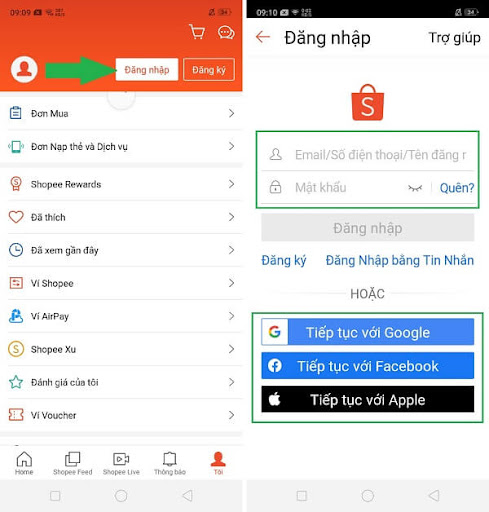 09:09
34
Đăng nhập
Đăng ký
Đơn Mua
Đơn Nạp thẻ và Dịch vụ
Shopee Rewards
Đã thích
Đã xem gần đây
Ví Shopee
Ví AirPay
S
Shopee Xu
Đánh giá của tôi
Ví Voucher
Home
Shopee Feed
Shopee Live
Thông báo
Tôi
09:10
34
Đăng nhập
Trợ giúp
S
Email/Số điện thoại/Tên đăng n
Mật khẩu
Quên?
Đăng nhập
Đăng ký
Đăng Nhập bằng Tin Nhắn
HOẶC
G
Tiếp tục với Google
f
Tiếp tục với Facebook
Tiếp tục với Apple